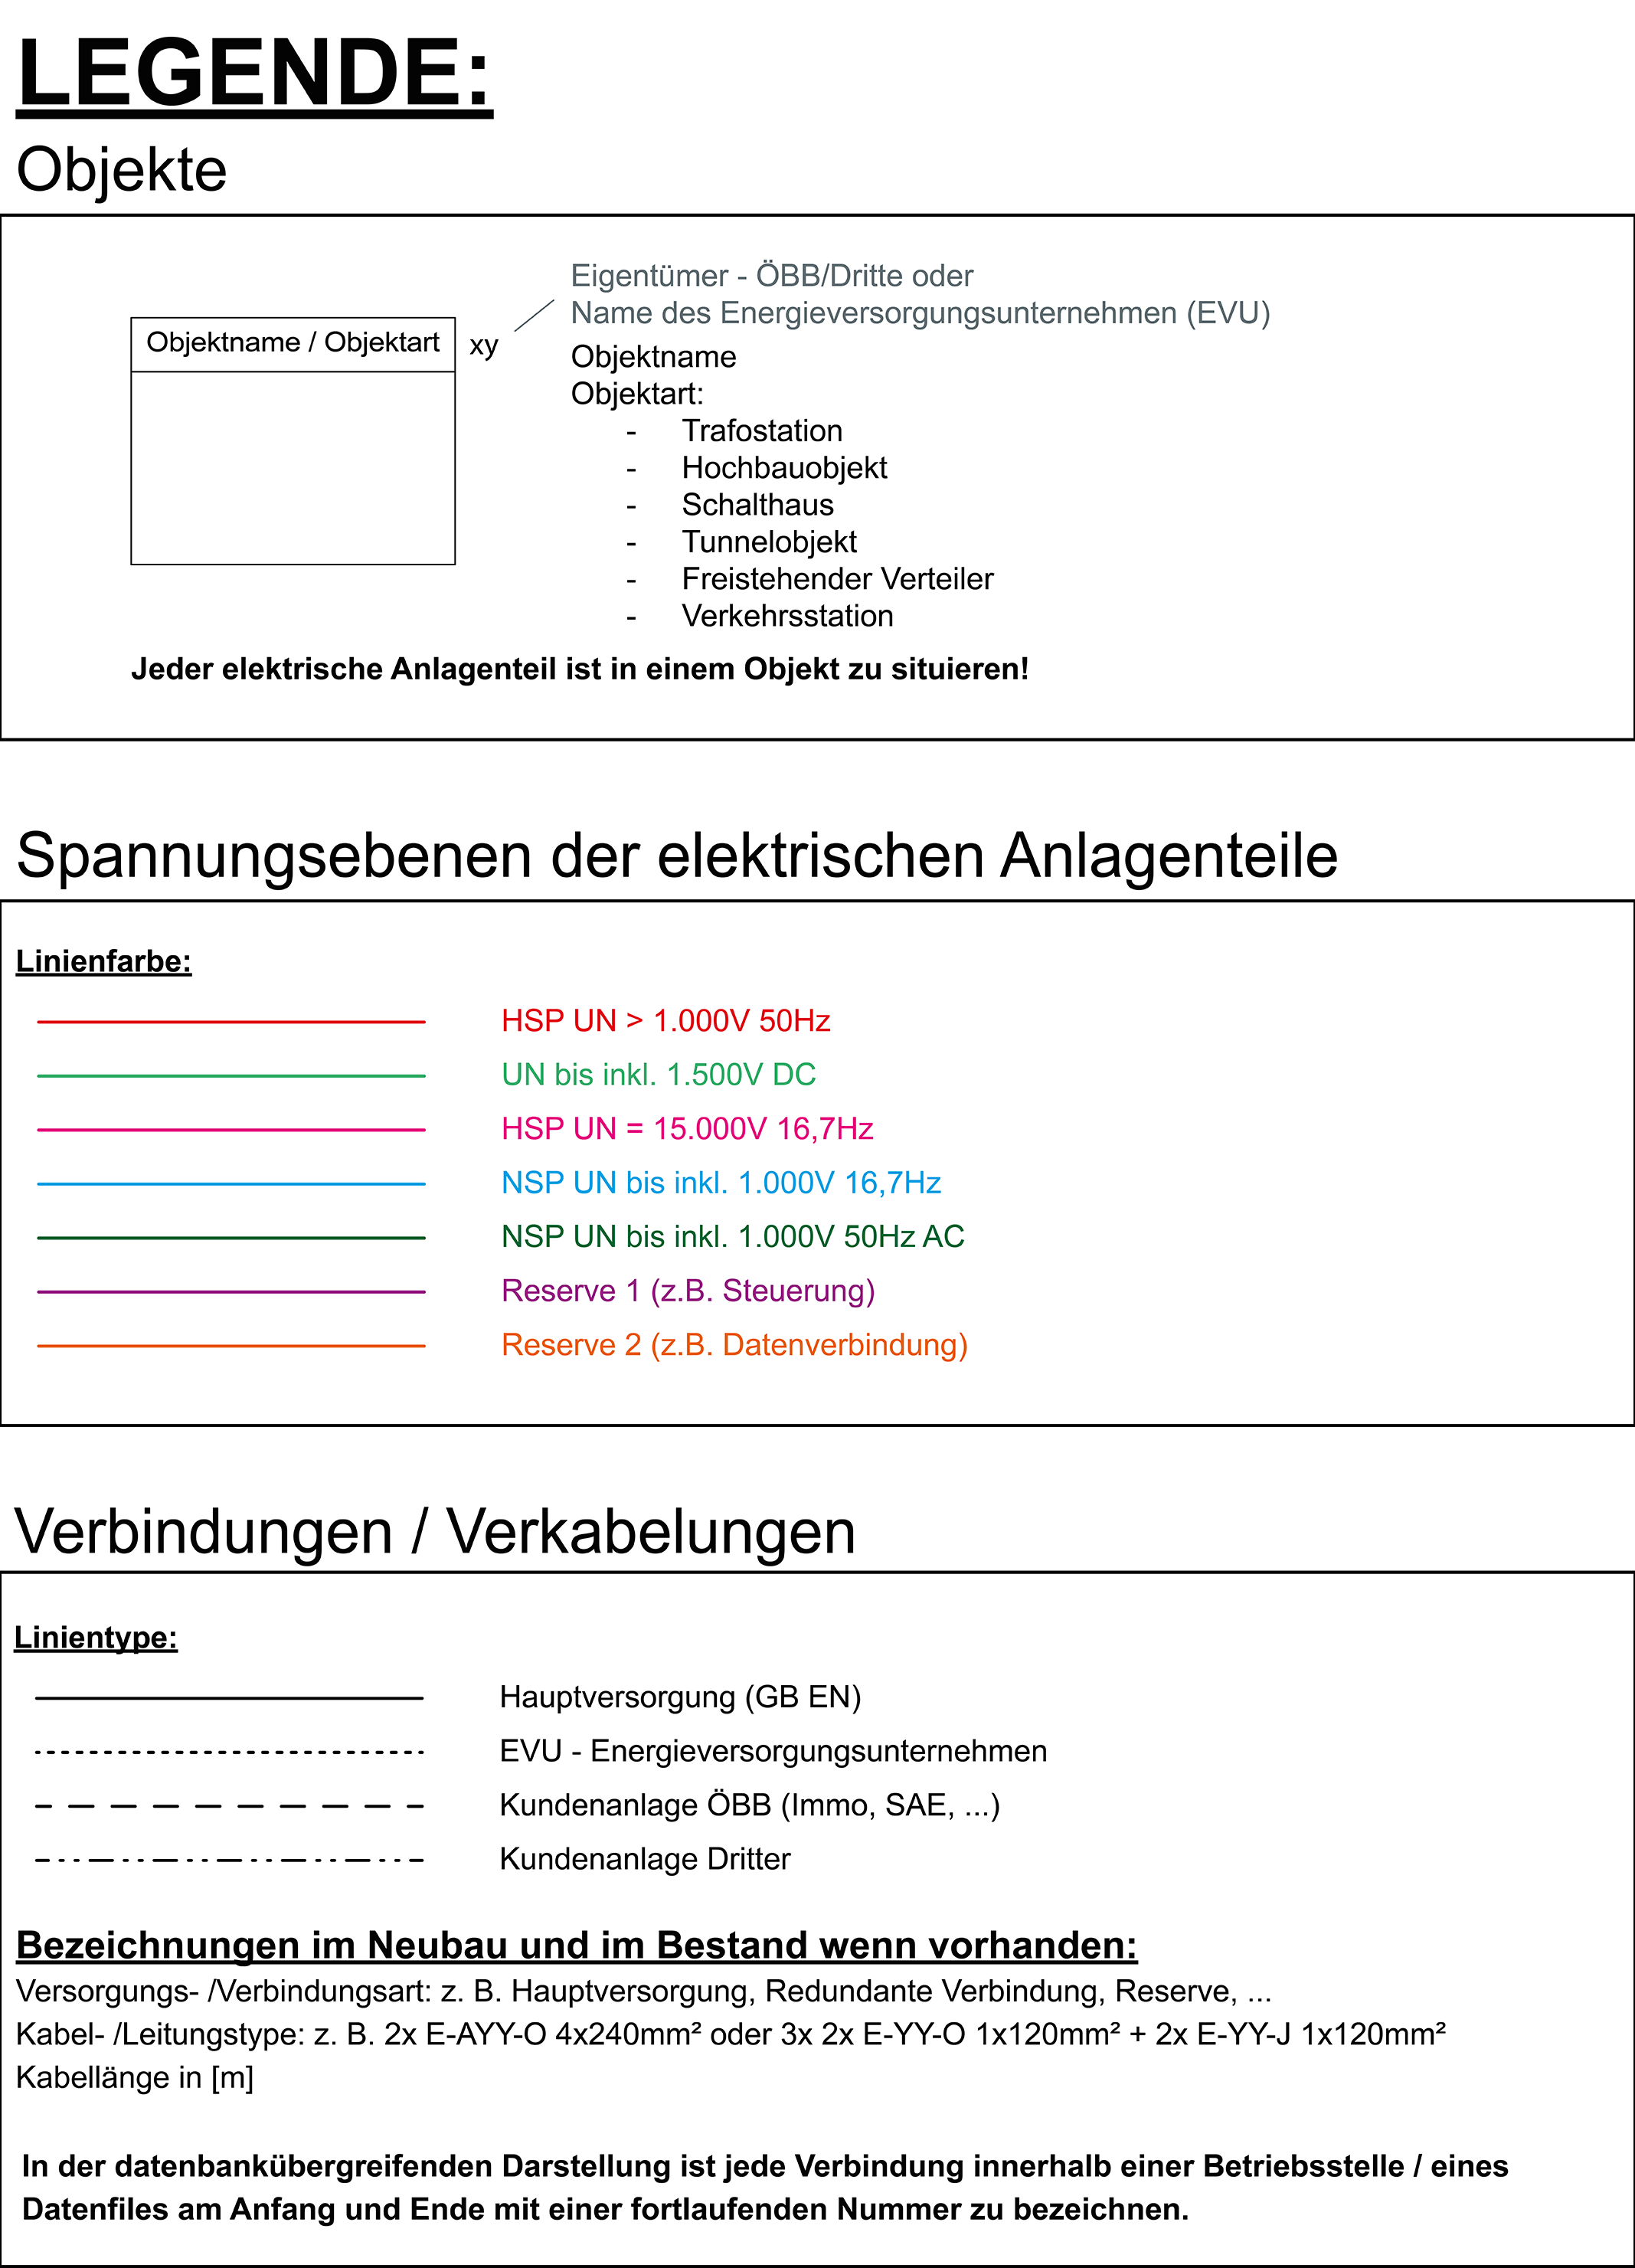 LEGENDE:
Objekte
Eigentümer - ÖBB/Dritte oder
Name des Energieversorgungsunternehmen (EVU)
Objektname / Objektart xy
Objektname
Objektart:
- Trafostation
- Hochbauobjekt
- Schalthaus
- Tunnelobjekt
- Freistehender Verteiler
- Verkehrsstation
Jeder elektrische Anlagenteil ist in einem Objekt zu situieren!
Spannungsebenen der elektrischen Anlagenteile
Linienfarbe:
HSP UN > 1.000V 50Hz
UN bis inkl. 1.500V DC
HSP UN = 15.000V 16,7Hz
NSP UN bis inkl. 1.000V 16,7Hz
NSP UN bis inkl. 1.000V 50Hz AC
Reserve 1 (z.B. Steuerung)
Reserve 2 (z.B. Datenverbindung)
Verbindungen / Verkabelungen
Linientype:
Hauptversorgung (GB EN)
EVU - Energieversorgungsunternehmen
Kundenanlage ÖBB (Immo, SAE, ...)
Kundenanlage Dritter
Bezeichnungen im Neubau und im Bestand wenn vorhanden:
Versorgungs- /Verbindungsart: z. B. Hauptversorgung, Redundante Verbindung, Reserve, ...
Kabel- /Leitungstype: z. B. 2x E-AYY-O 4x240mm² oder 3x 2x E-YY-O 1x120mm² + 2x E-YY-J 1x120mm²
Kabellänge in [m]
In der datenbankübergreifenden Darstellung ist jede Verbindung innerhalb einer Betriebsstelle / eines
Datenfiles am Anfang und Ende mit einer fortlaufenden Nummer zu bezeichnen.